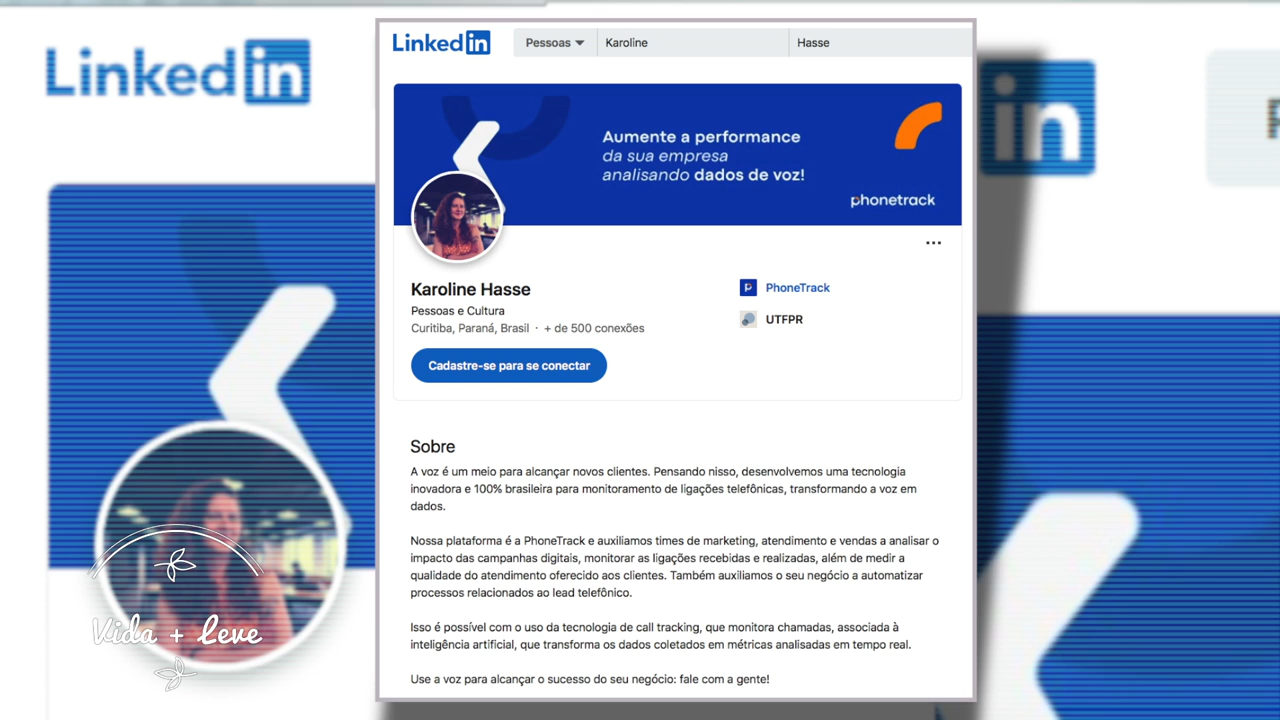 Linkedin
Linkedin
Pessoas
Karoline
Hasse
in
Aumente a performance
da sua empresa
analisando dados de voz!
phonetrack
Karoline Hasse
Pessoas e Cultura
Curitiba, Paraná, Brasil · + de 500 conexões
Cadastre-se para se conectar
PhoneTrack
UTFPR
Sobre
A voz é um meio para alcançar novos clientes. Pensando nisso, desenvolvemos uma tecnologia
inovadora e 100% brasileira para monitoramento de ligações telefônicas, transformando a voz em
dados.
Nossa plataforma é a PhoneTrack e auxiliamos times de marketing, atendimento e vendas a analisar o
impacto das campanhas digitais, monitorar as ligações recebidas e realizadas, além de medir a
qualidade do atendimento oferecido aos clientes. Também auxiliamos o seu negócio a automatizar
processos relacionados ao lead telefônico.
Isso é possível com o uso da tecnologia de call tracking, que monitora chamadas, associada à
inteligência artificial, que transforma os dados coletados em métricas analisadas em tempo real.
Use a voz para alcançar o sucesso do seu negócio: fale com a gente!
Vida + Leve